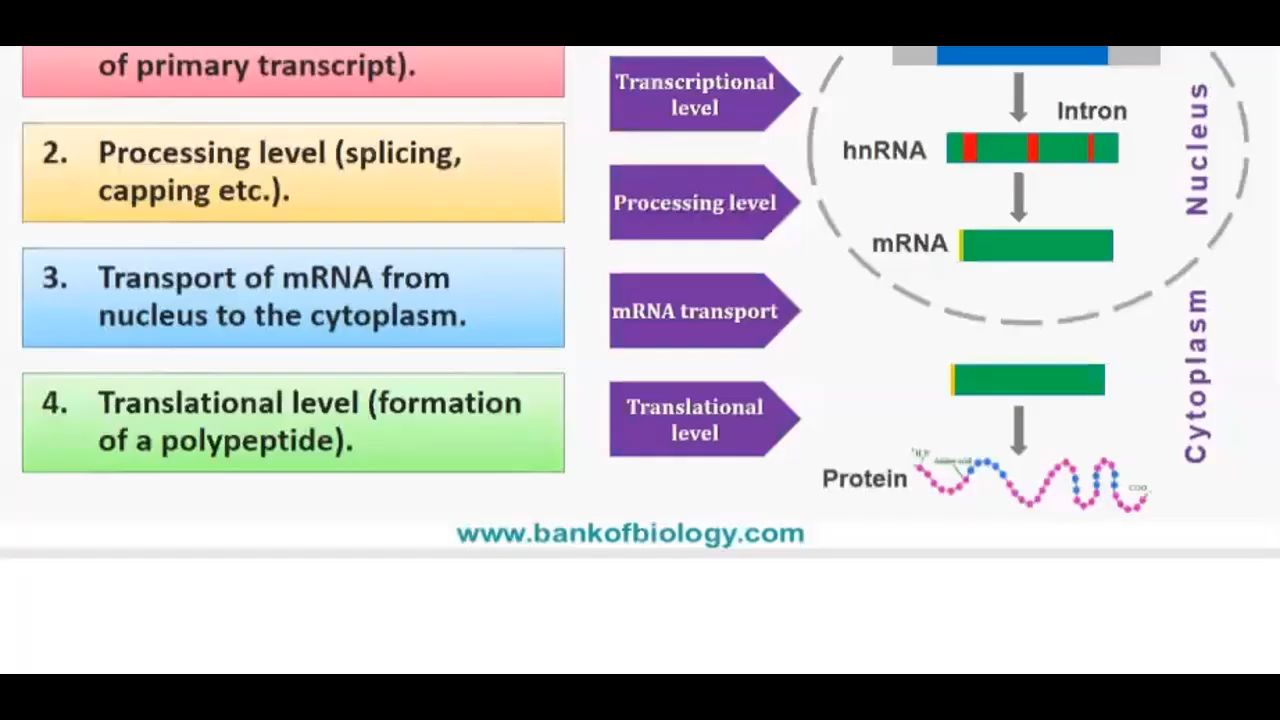 of primary transcript).
2. Processing level (splicing,
capping etc.).
3. Transport of mRNA from
nucleus to the cytoplasm.
4. Translational level (formation
of a polypeptide).
Transcriptional
level
Processing level
mRNA transport
Translational
level
Intron
hnRNA
mRNA
Protein
Nucleus
Cytoplasm
www.bankofbiology.com